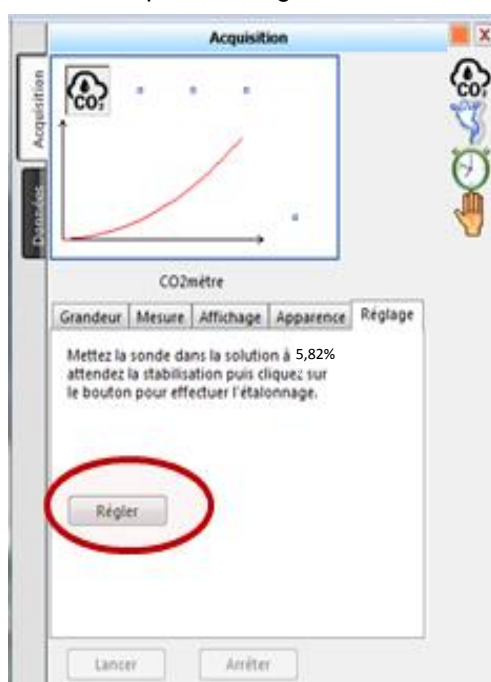 Acquisition
X
CO2
CO2
Acquisition
Données
CO2mètre
Grandeur Mesure Affichage Apparence Réglage
Mettez la sonde dans la solution à 5,82%
attendez la stabilisation puis cliquez sur
le bouton pour effectuer l'étalonnage.
Régler
Lancer Arrêter